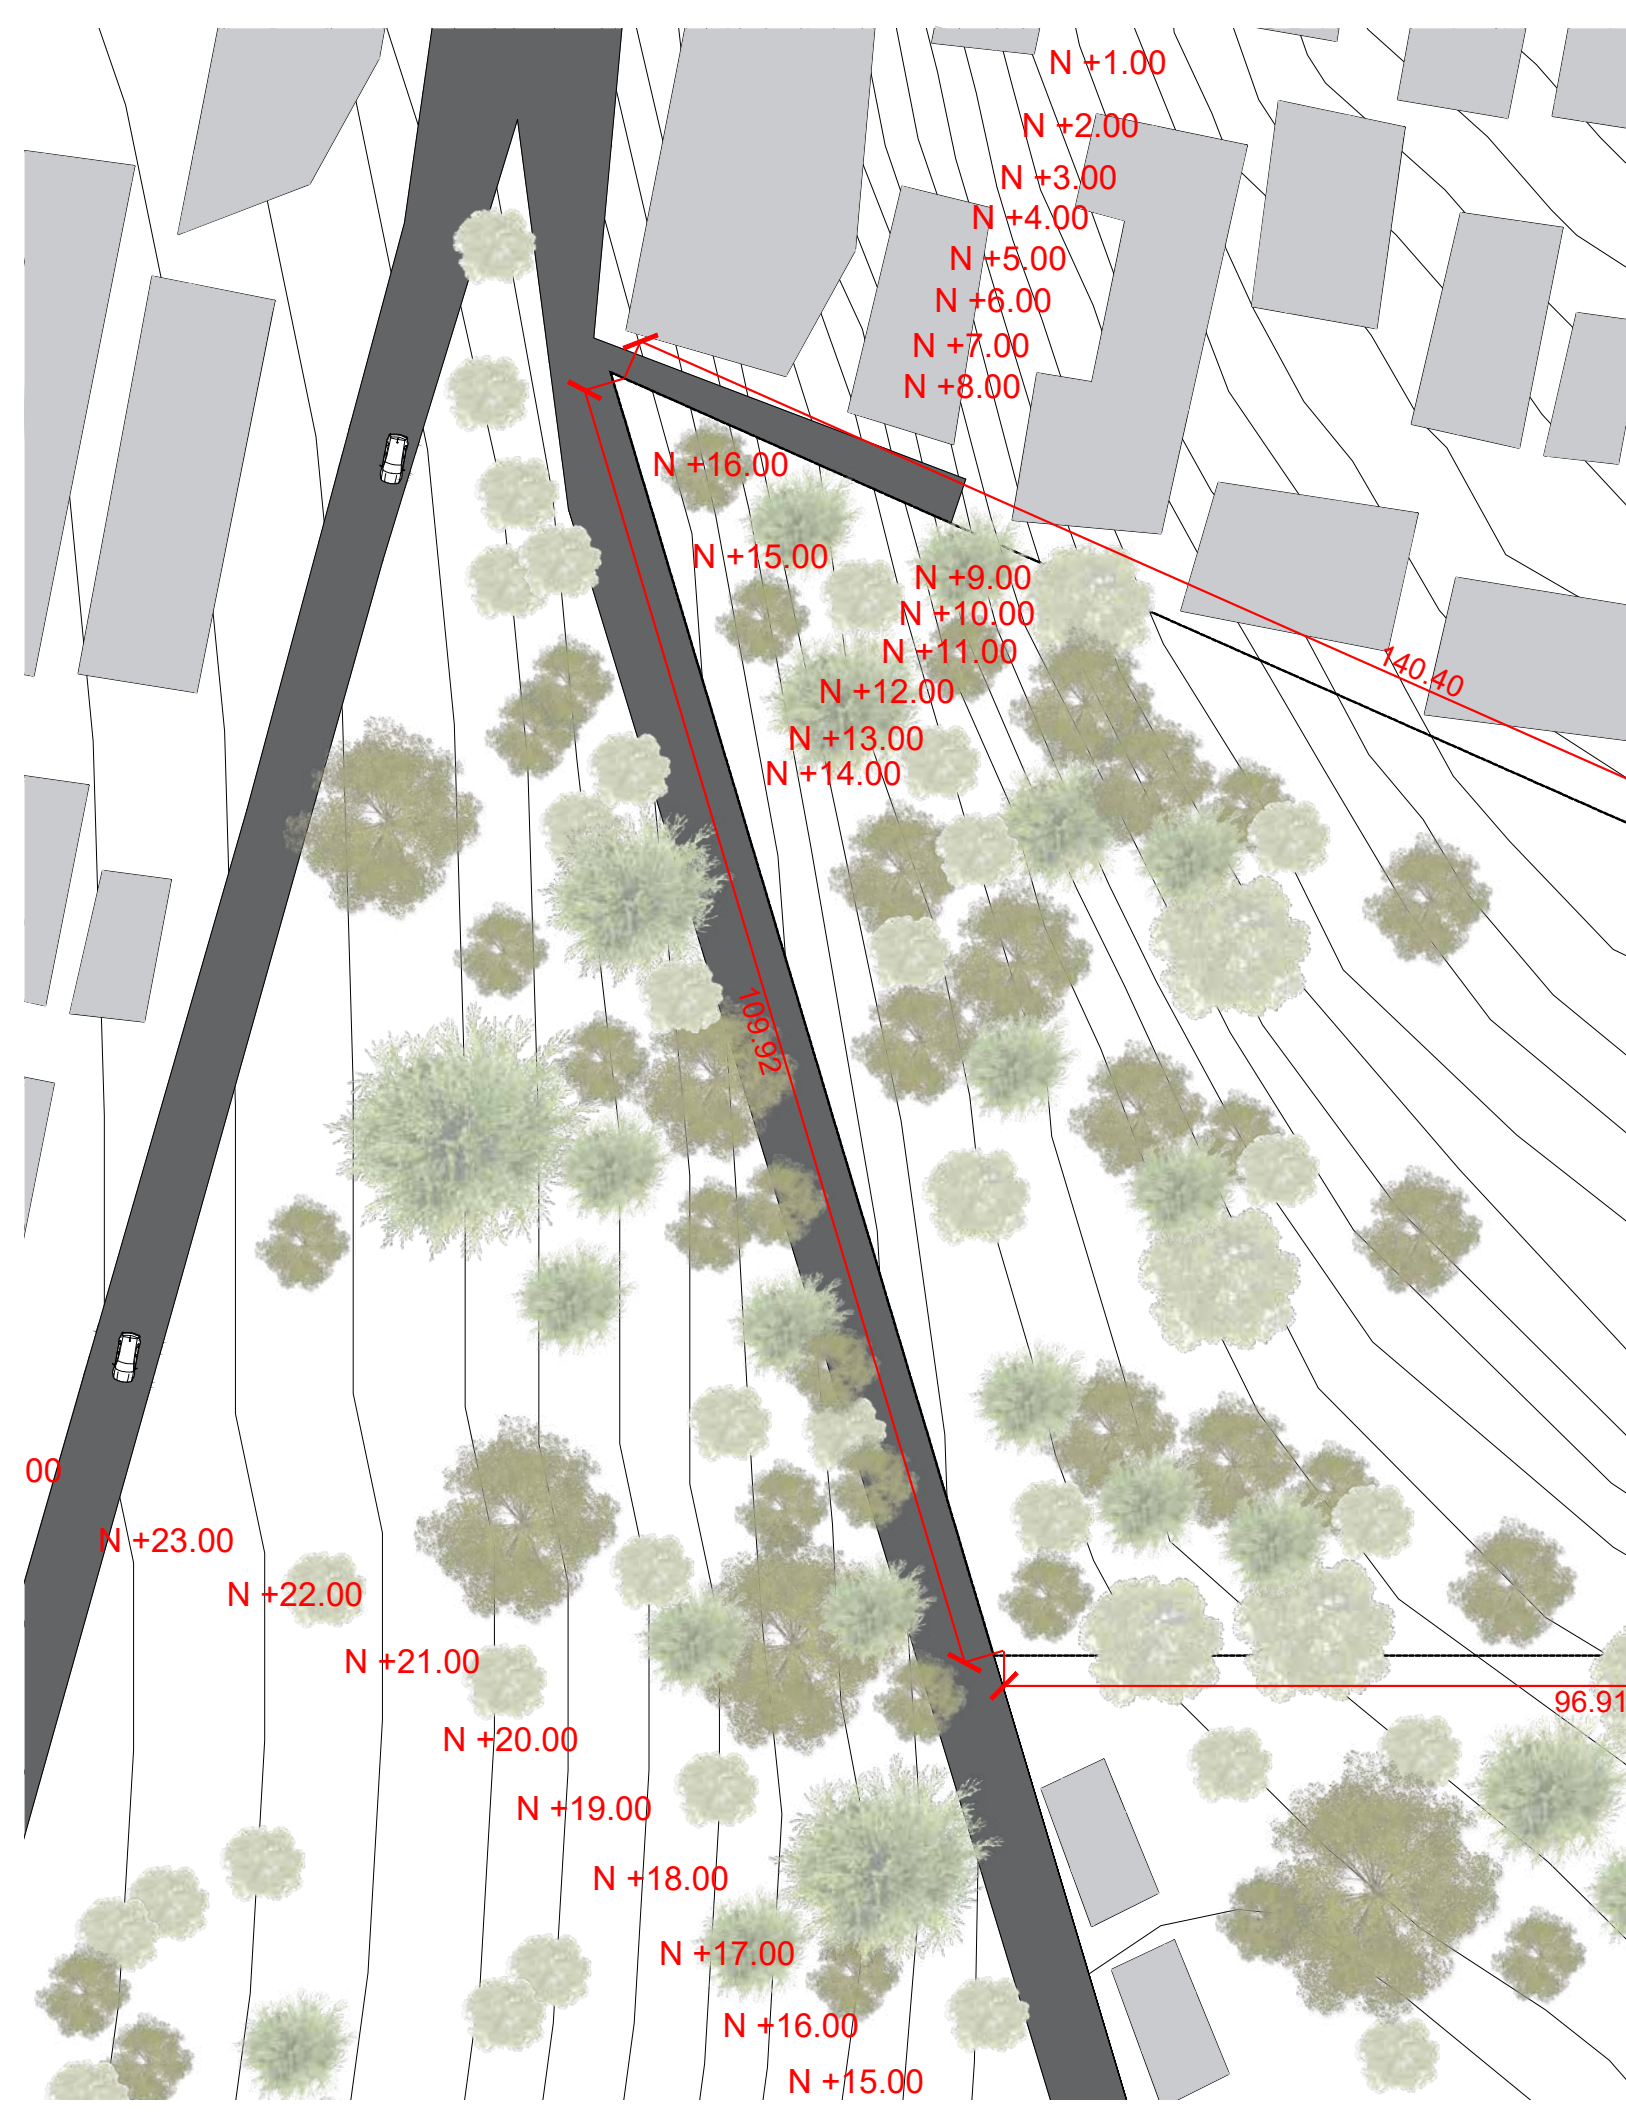 N +1.00
N +2.00
N +3.00
N +4.00
N +5.00
N +6.00
N +7.00
N +8.00
N +16.00
N +15.00
N +9.00
N +10.00
N +11.00
N +12.00
N +13.00
N +14.00
140.40
109.92
00
N +23.00
N +22.00
N +21.00
96.91
N +20.00
N +19.00
N +18.00
N +17.00
N +16.00
N +15.00